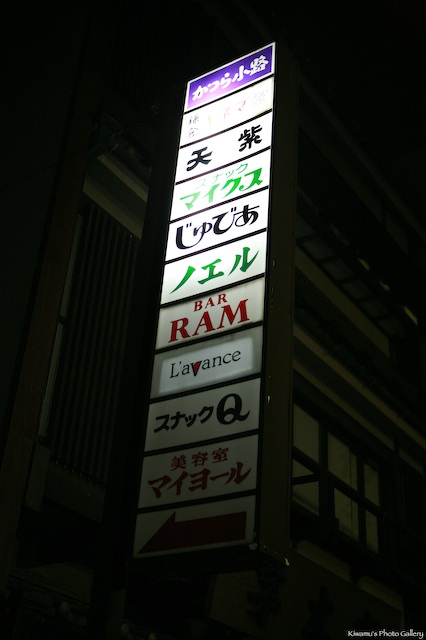 かつら小路
天紫
スナック
マイクス
じゅびあ
ノエル
BAR
RAM
L'avance
スナックQ
美容室
マイヨール
Kiwamu's Photo Gallery